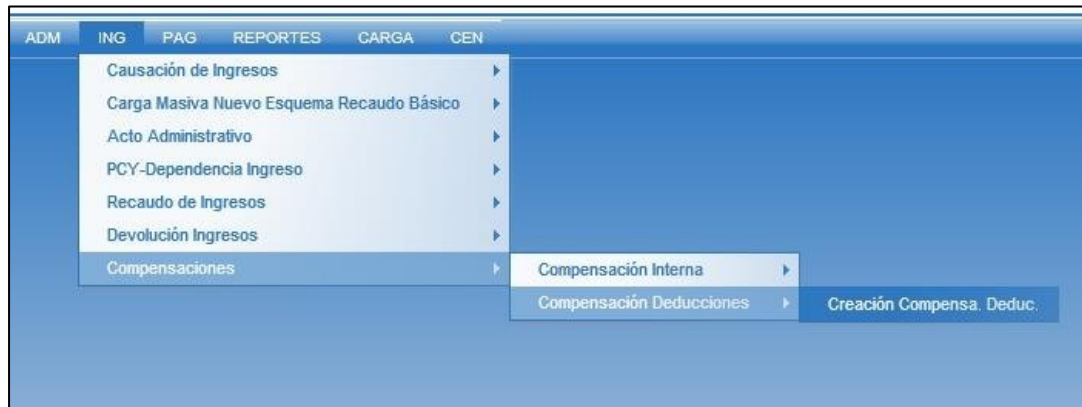 ADM ING PAG REPORTES CARGA CEN
Causación de Ingresos
Carga Masiva Nuevo Esquema Recaudo Básico
Acto Administrativo
PCY-Dependencia Ingreso
Recaudo de Ingresos
Devolución Ingresos
Compensaciones
Compensación Interna
Compensación Deducciones
Creación Compensa. Deduc.